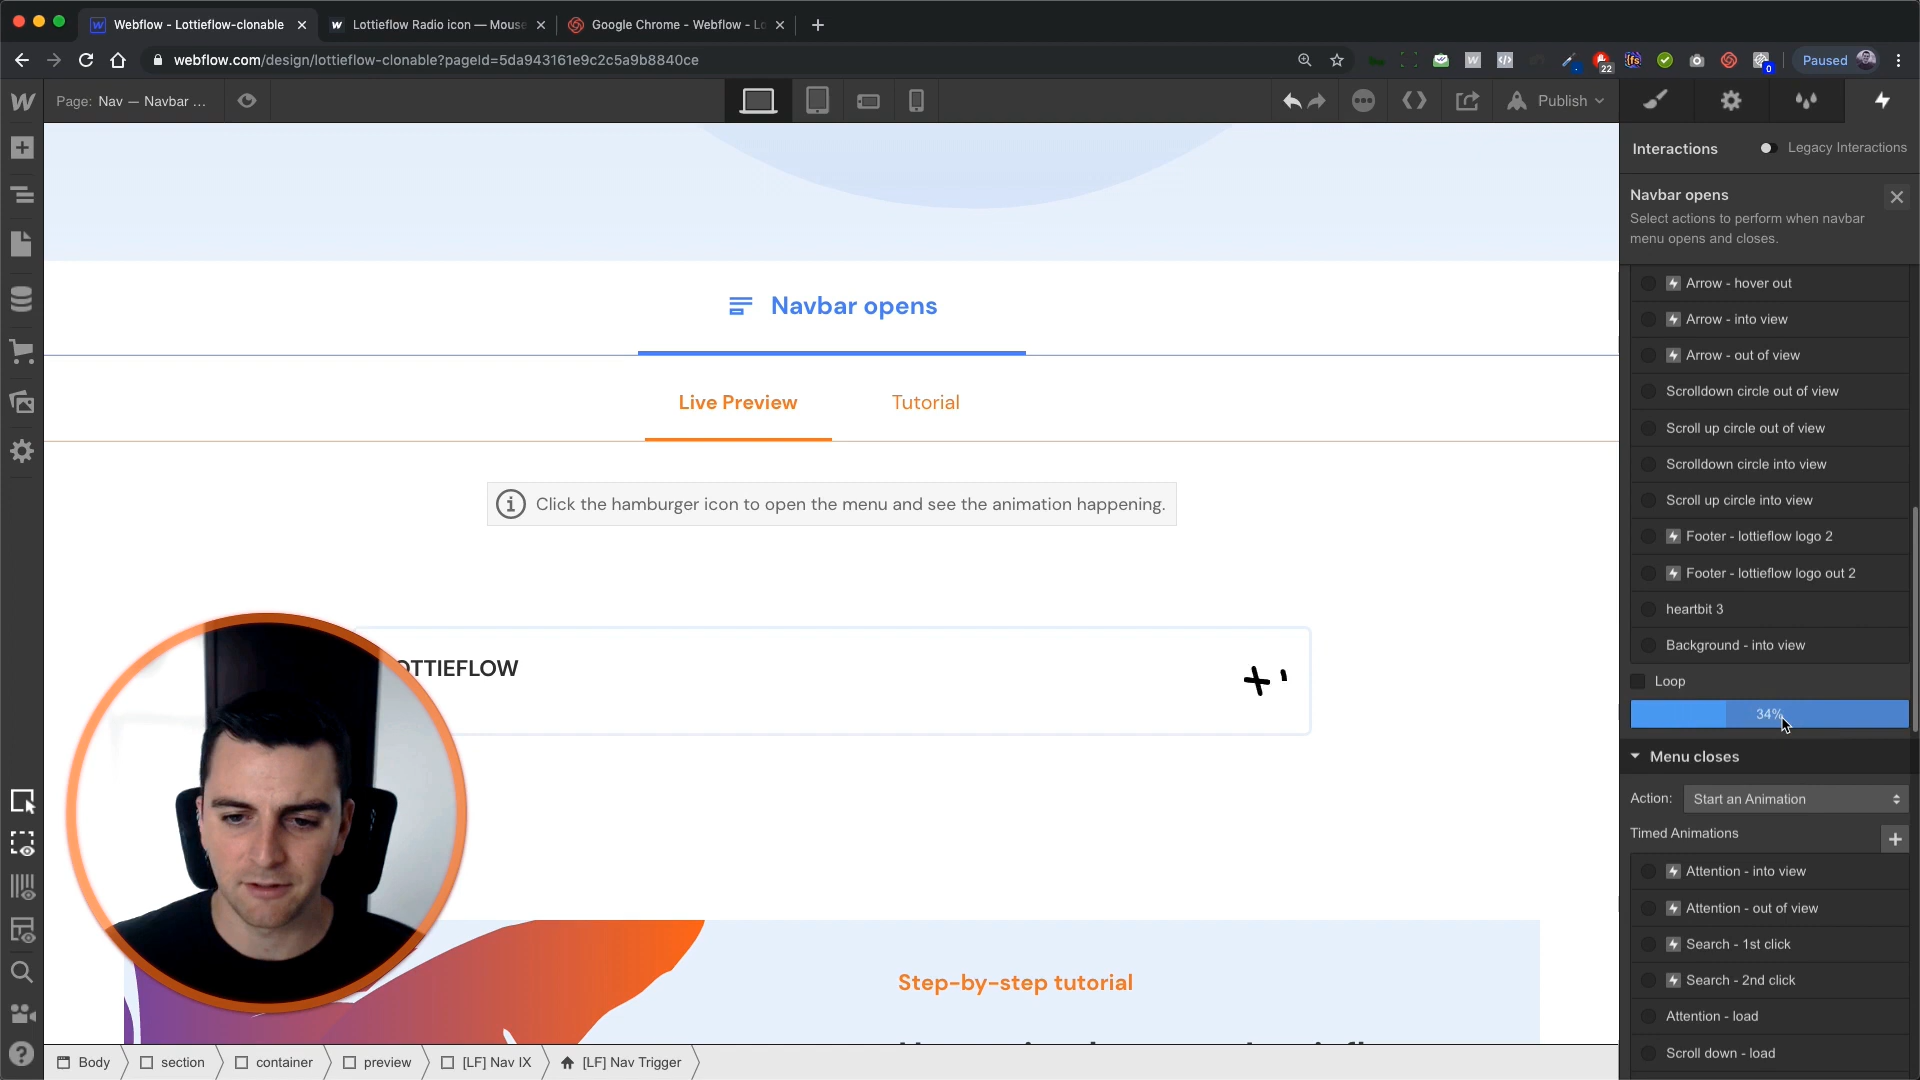 Webflow - Lottieflow-clonable
Lottieflow Radio icon — Mouse
Google Chrome - Webflow - Lo
webflow.com/design/lottieflow-clonable?pageId=5da943161e9c2c5a9b8840ce
22
0
Paused
Page: Nav — Navbar ...
Publish
Interactions
Legacy Interactions
Navbar opens
Select actions to perform when navbar
menu opens and closes.
Arrow - hover out
Arrow - into view
Arrow - out of view
Scrolldown circle out of view
Scroll up circle out of view
Scrolldown circle into view
Scroll up circle into view
Footer - lottieflow logo 2
Footer - lottieflow logo out 2
heartbit 3
Background - into view
Loop
34%
Menu closes
Action: Start an Animation
Timed Animations
Attention - into view
Attention - out of view
Search - 1st click
Search - 2nd click
Attention - load
Scroll down - load
Navbar opens
Live Preview
Tutorial
Click the hamburger icon to open the menu and see the animation happening.
OTTIEFLOW
Step-by-step tutorial
Body
section
container
preview
[LF] Nav IX
[LF] Nav Trigger